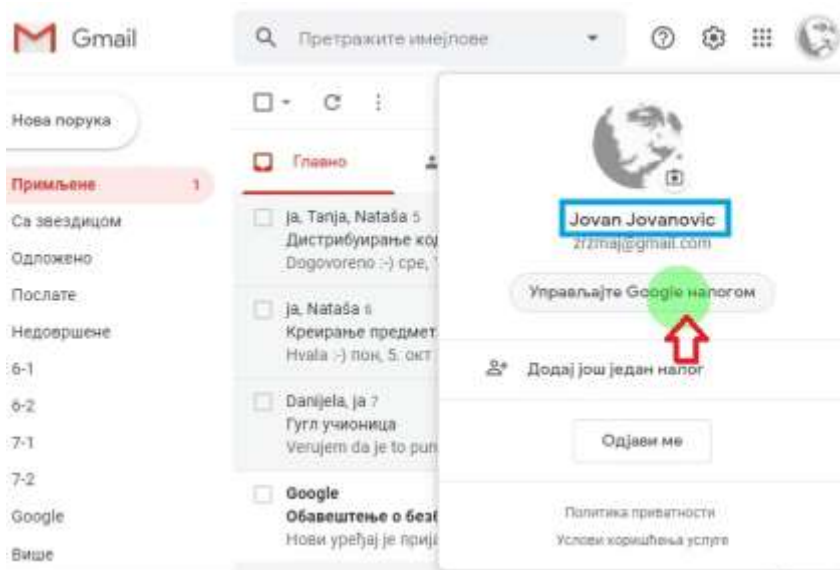 Gmail
Претражите имејлове
Нова порука
Примљене 1
Са звездицом
Одложено
Послате
Недовршене
6-1
6-2
7-1
7-2
Google
Више
Главно
ja, Tanja, Nataša 5
Дистрибуирање код
Dogovoreno :-) сре,
ja, Nataša 6
Креирање предмет
Hvala :-) пон, 5. окт
Danijela, ja 7
Гугл учионица
Verujem da je to pun
Google
Обавештење о безб
Нови уређај је прија
Jovan Jovanovic
zrzmaj@gmail.com
Управљајте Google налогом
Додај још један налог
Одјави ме
Политика приватности
Услови коришћења услуге